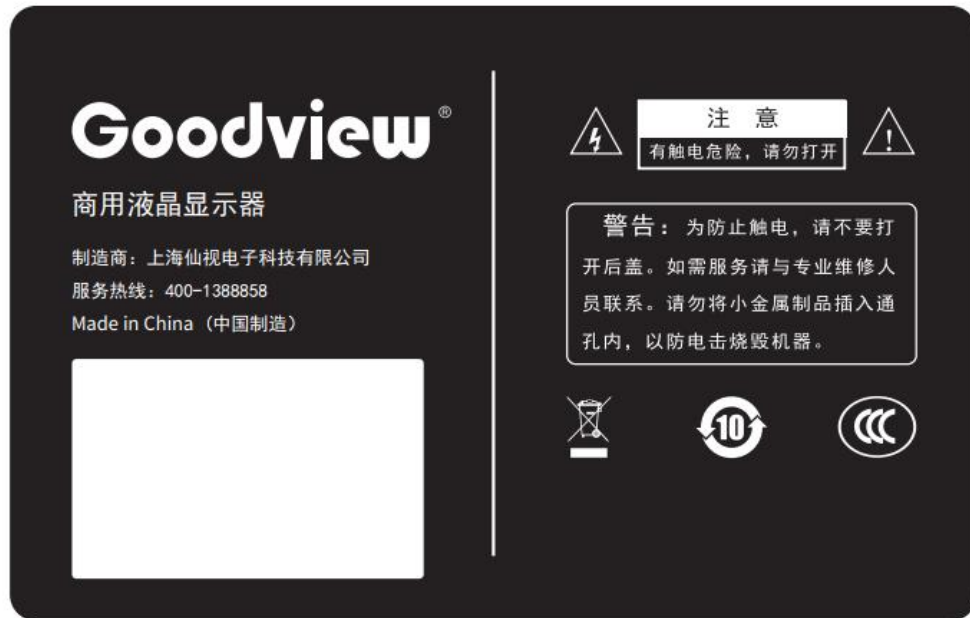 Goodview®
商用液晶显示器
制造商：上海仙视电子科技有限公司
服务热线：400-1388858
Made in China（中国制造）
注 意
有触电危险，请勿打开
!
警告：为防止触电，请不要打
开后盖。如需服务请与专业维修人
员联系。请勿将小金属制品插入通
孔内，以防电击烧毁机器。
10
CCC